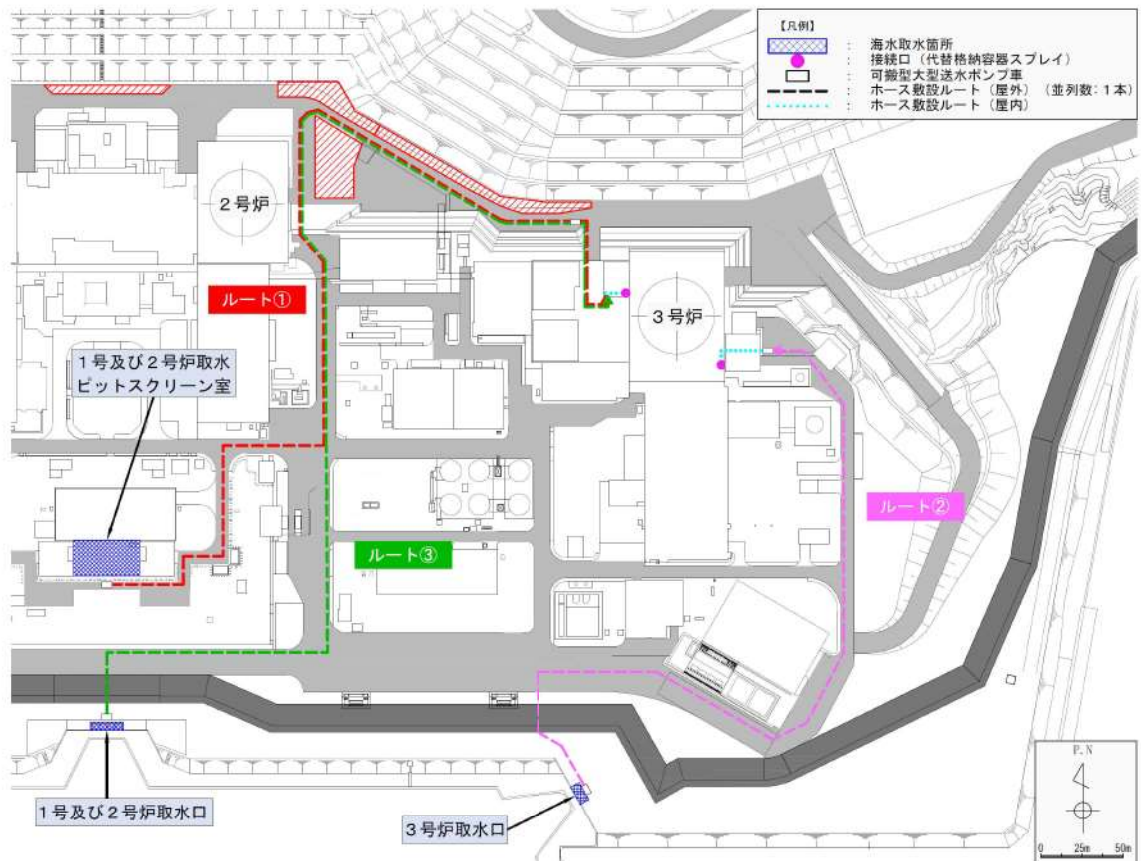 【凡例】
： 海水取水箇所
： 接続口（代替格納容器スプレイ）
： 可搬型大型送水ポンプ車
： ホース敷設ルート（屋外）（並列数：１本）
： ホース敷設ルート（屋内）
２号炉
ルート①
３号炉
１号及び２号炉取水
ピットスクリーン室
ルート②
ルート③
１号及び２号炉取水口
３号炉取水口
P.N
0 25m 50m